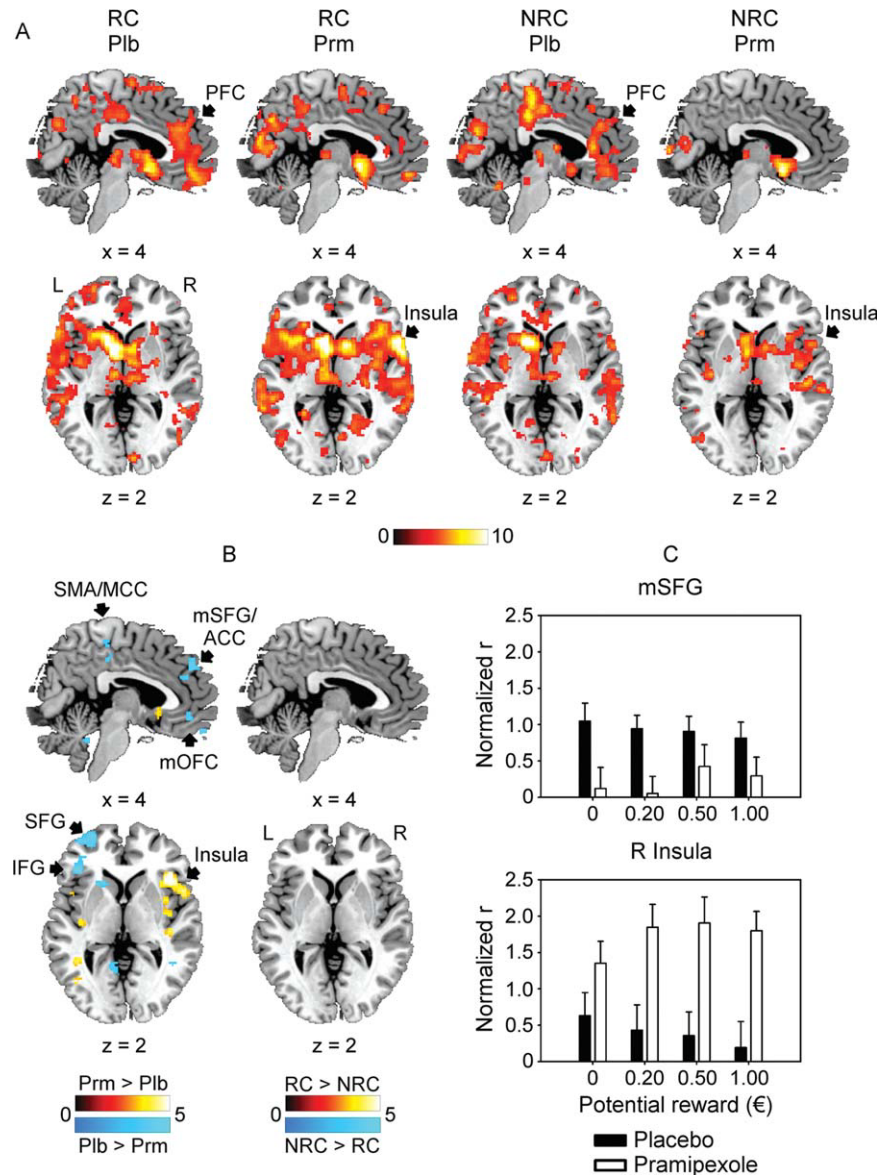 A
RC
Plb
RC
Prm
NRC
Plb
NRC
Prm
PFC
PFC
x = 4
x = 4
x = 4
x = 4
L
R
Insula
Insula
z = 2
z = 2
z = 2
z = 2
0
10
B
SMA/MCC
mSFG/
ACC
mOFC
x = 4
x = 4
SFG
IFG
Insula
L
R
z = 2
z = 2
Prm > Plb
0
5
Plb > Prm
RC > NRC
0
5
NRC > RC
C
mSFG
Normalized r
2.5
2.0
1.5
1.0
0.5
0
0 0.20 0.50 1.00
R Insula
Normalized r
2.5
2.0
1.5
1.0
0.5
0
0 0.20 0.50 1.00
Potential reward (€)
Placebo
Pramipexole